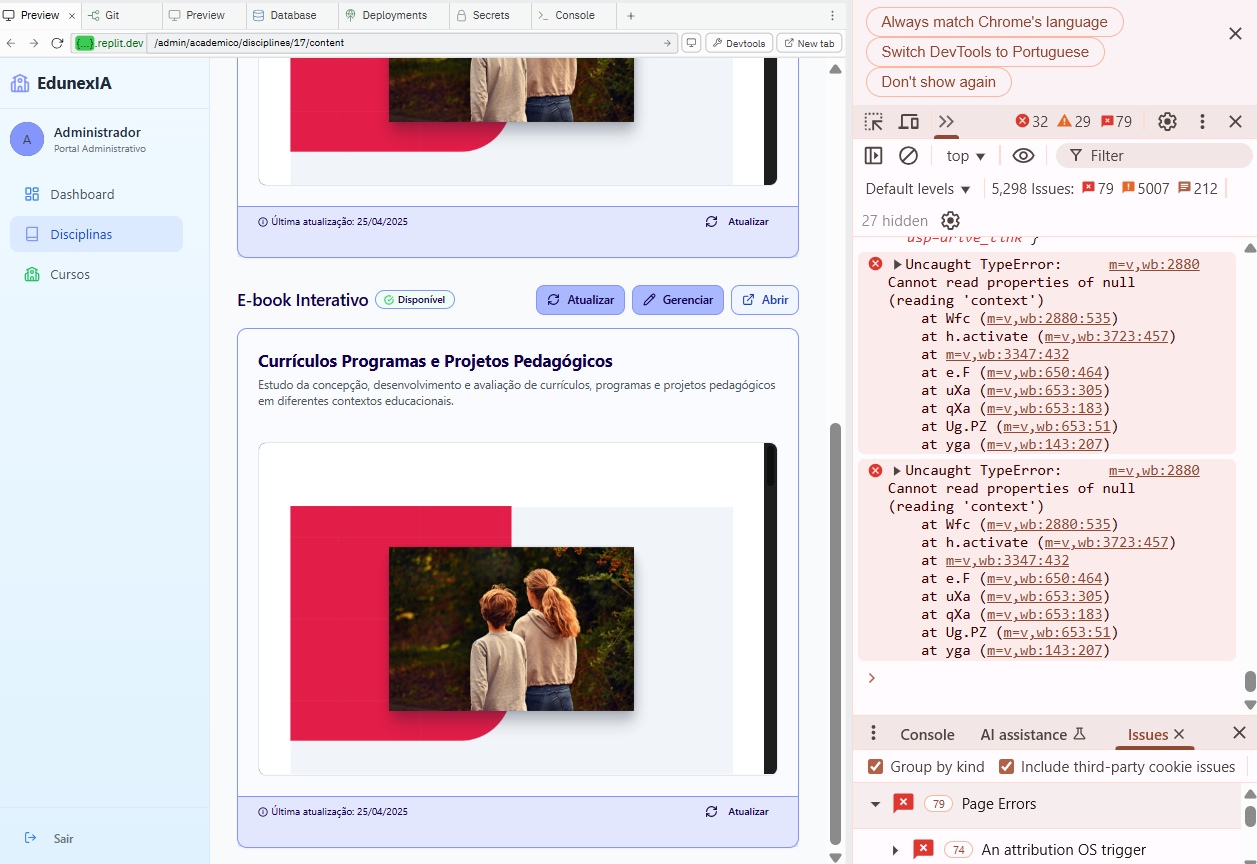 Preview
Git
Preview
Database
Deployments
Secrets
Console
{...}.replit.dev /admin/academico/disciplines/17/content
Devtools
New tab
EdunexIA
A
Administrador
Portal Administrativo
Dashboard
Disciplinas
Cursos
Sair
Última atualização: 25/04/2025
Atualizar
E-book Interativo
Disponível
Atualizar
Gerenciar
Abrir
Currículos Programas e Projetos Pedagógicos
Estudo da concepção, desenvolvimento e avaliação de currículos, programas e projetos pedagógicos
em diferentes contextos educacionais.
Última atualização: 25/04/2025
Atualizar
Always match Chrome's language
Switch DevTools to Portuguese
Don't show again
32 29 79
top
Filter
Default levels
5,298 Issues: 79 5007 212
27 hidden
usp=drive_link'}
Uncaught TypeError: m=v,wb:2880
Cannot read properties of null
(reading 'context')
at Wfc (m=v,wb:2880:535)
at h.activate (m=v,wb:3723:457)
at m=v,wb:3347:432
at e.F (m=v,wb:650:464)
at uXa (m=v,wb:653:305)
at qXa (m=v,wb:653:183)
at Ug.PZ (m=v,wb:653:51)
at yga (m=v,wb:143:207)
Uncaught TypeError: m=v,wb:2880
Cannot read properties of null
(reading 'context')
at Wfc (m=v,wb:2880:535)
at h.activate (m=v,wb:3723:457)
at m=v,wb:3347:432
at e.F (m=v,wb:650:464)
at uXa (m=v,wb:653:305)
at qXa (m=v,wb:653:183)
at Ug.PZ (m=v,wb:653:51)
at yga (m=v,wb:143:207)
Console
AI assistance
Issues
Group by kind
Include third-party cookie issues
79 Page Errors
74 An attribution OS trigger